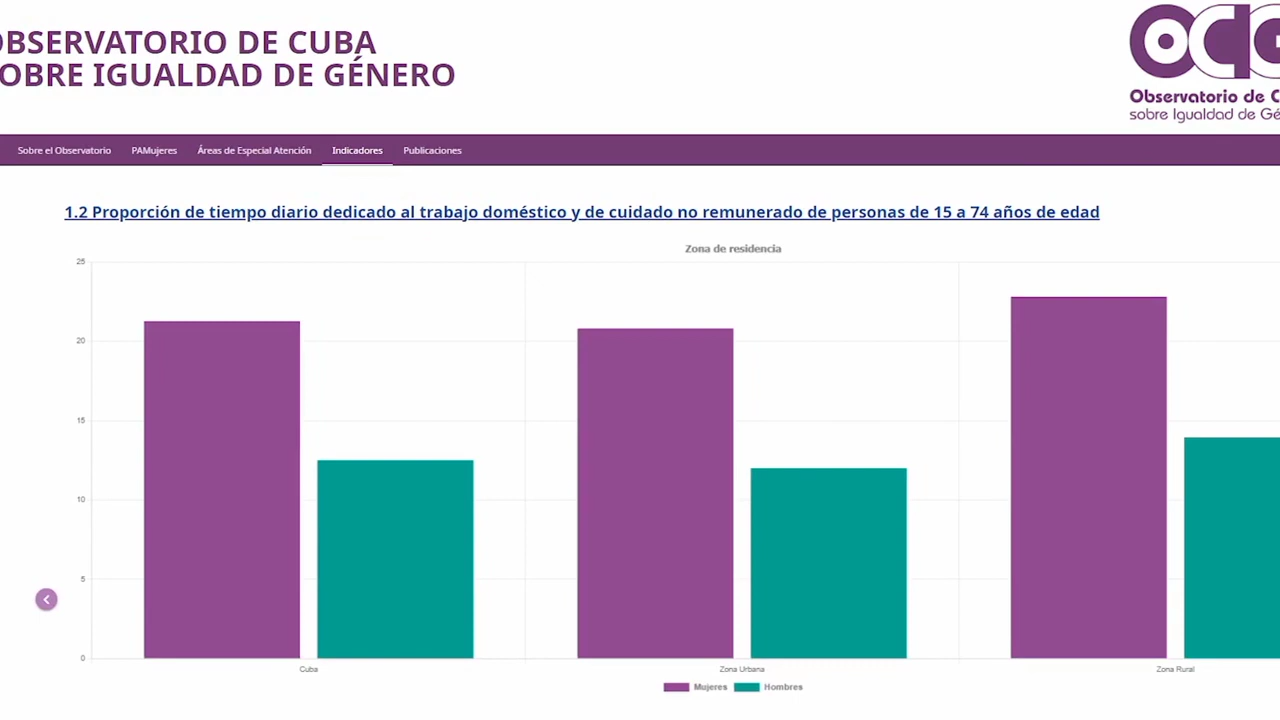 OBSERVATORIO DE CUBA
OBRE IGUALDAD DE GÉNERO
OCIG
Observatorio de C
sobre Igualdad de Gé
Sobre el Observatorio PAMujeres Áreas de Especial Atención Indicadores Publicaciones
1.2 Proporción de tiempo diario dedicado al trabajo doméstico y de cuidado no remunerado de personas de 15 a 74 años de edad
Zona de residencia
25
20
15
10
5
0
Cuba Zona Urbana Zona Rural
Mujeres Hombres